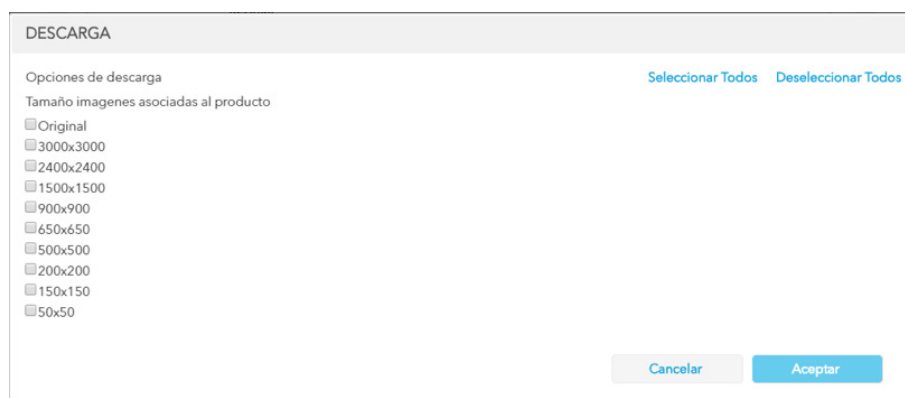 DESCARGA
Opciones de descarga Seleccionar Todos Deseleccionar Todos
Tamaño imagenes asociadas al producto
Original
3000x3000
2400x2400
1500x1500
900x900
650x650
500x500
200x200
150x150
50x50
Cancelar Aceptar